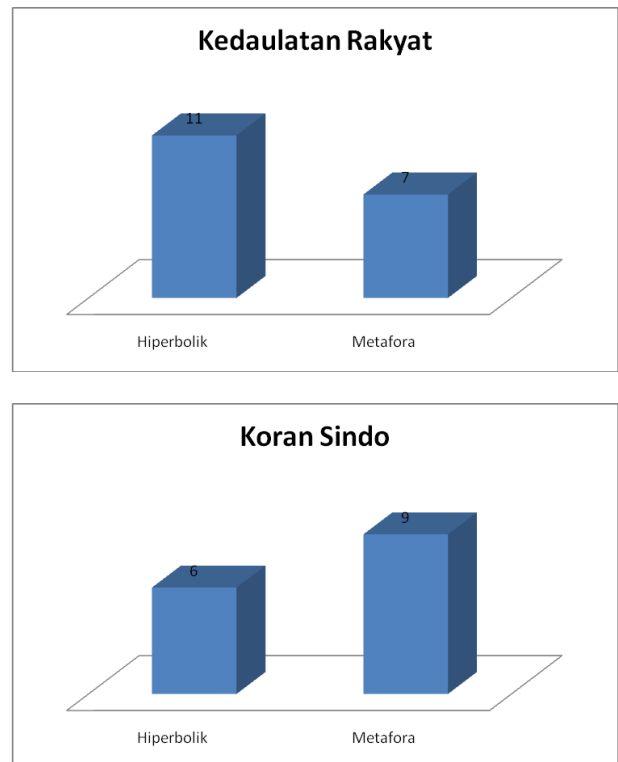 Kedaulatan Rakyat
11
7
Hiperbolik Metafora
Koran Sindo
9
6
Hiperbolik Metafora